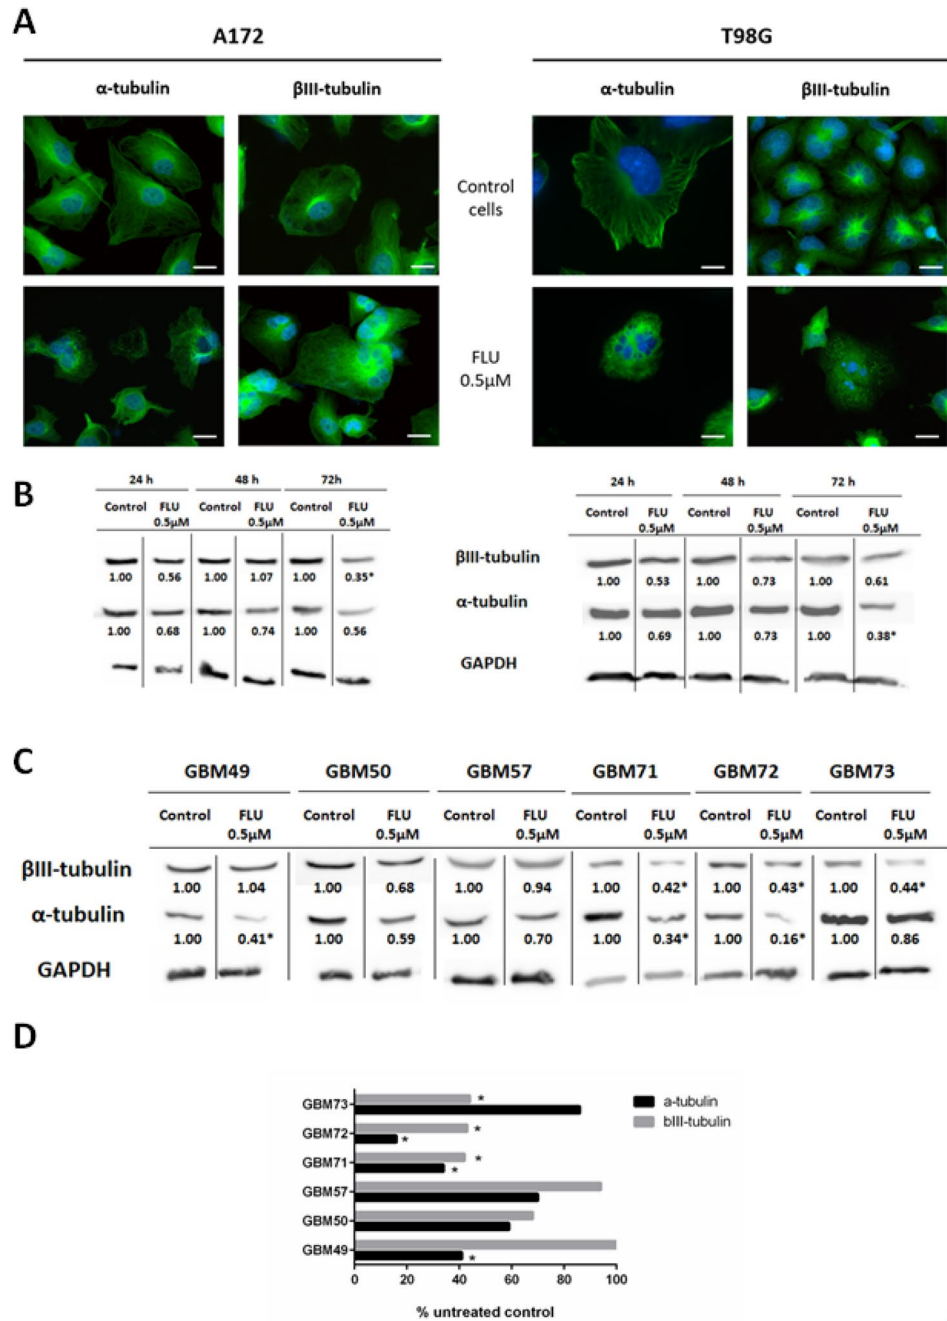 A
A172 T98G
α-tubulin βIII-tubulin α-tubulin βIII-tubulin
Control
cells
FLU
0.5μM
B
24 h 48 h 72h 24 h 48 h 72 h
Control FLU Control FLU Control FLU Control FLU Control FLU Control FLU
0.5μM 0.5μM 0.5μM 0.5μM 0.5μM 0.5μM
βIII-tubulin
1.00 0.56 1.00 1.07 1.00 0.35* 1.00 0.53 1.00 0.73 1.00 0.61
α-tubulin
1.00 0.68 1.00 0.74 1.00 0.56 1.00 0.69 1.00 0.73 1.00 0.38*
GAPDH
C
GBM49 GBM50 GBM57 GBM71 GBM72 GBM73
Control FLU Control FLU Control FLU Control FLU Control FLU Control FLU
0.5μM 0.5μM 0.5μM 0.5μM 0.5μM 0.5μM
βIII-tubulin
1.00 1.04 1.00 0.68 1.00 0.94 1.00 0.42* 1.00 0.43* 1.00 0.44*
α-tubulin
1.00 0.41* 1.00 0.59 1.00 0.70 1.00 0.34* 1.00 0.16* 1.00 0.86
GAPDH
D
GBM73 *
GBM72 * *
GBM71 * *
GBM57
GBM50
GBM49 *
0 20 40 60 80 100
% untreated control
a-tubulin
bIII-tubulin